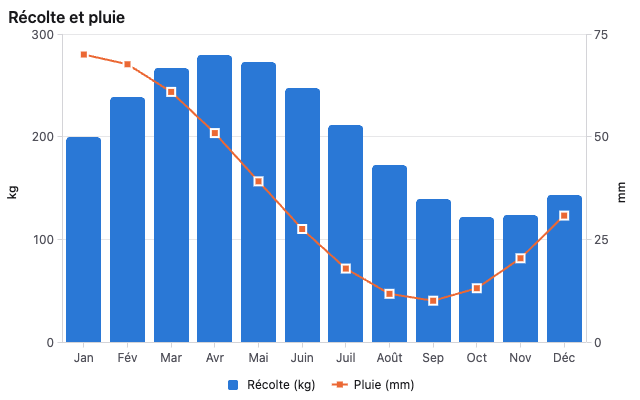 Récolte et pluie
300
200
100
0
kg
75
50
25
0
mm
Jan Fév Mar Avr Mai Juin Juil Août Sep Oct Nov Déc
Récolte (kg) Pluie (mm)